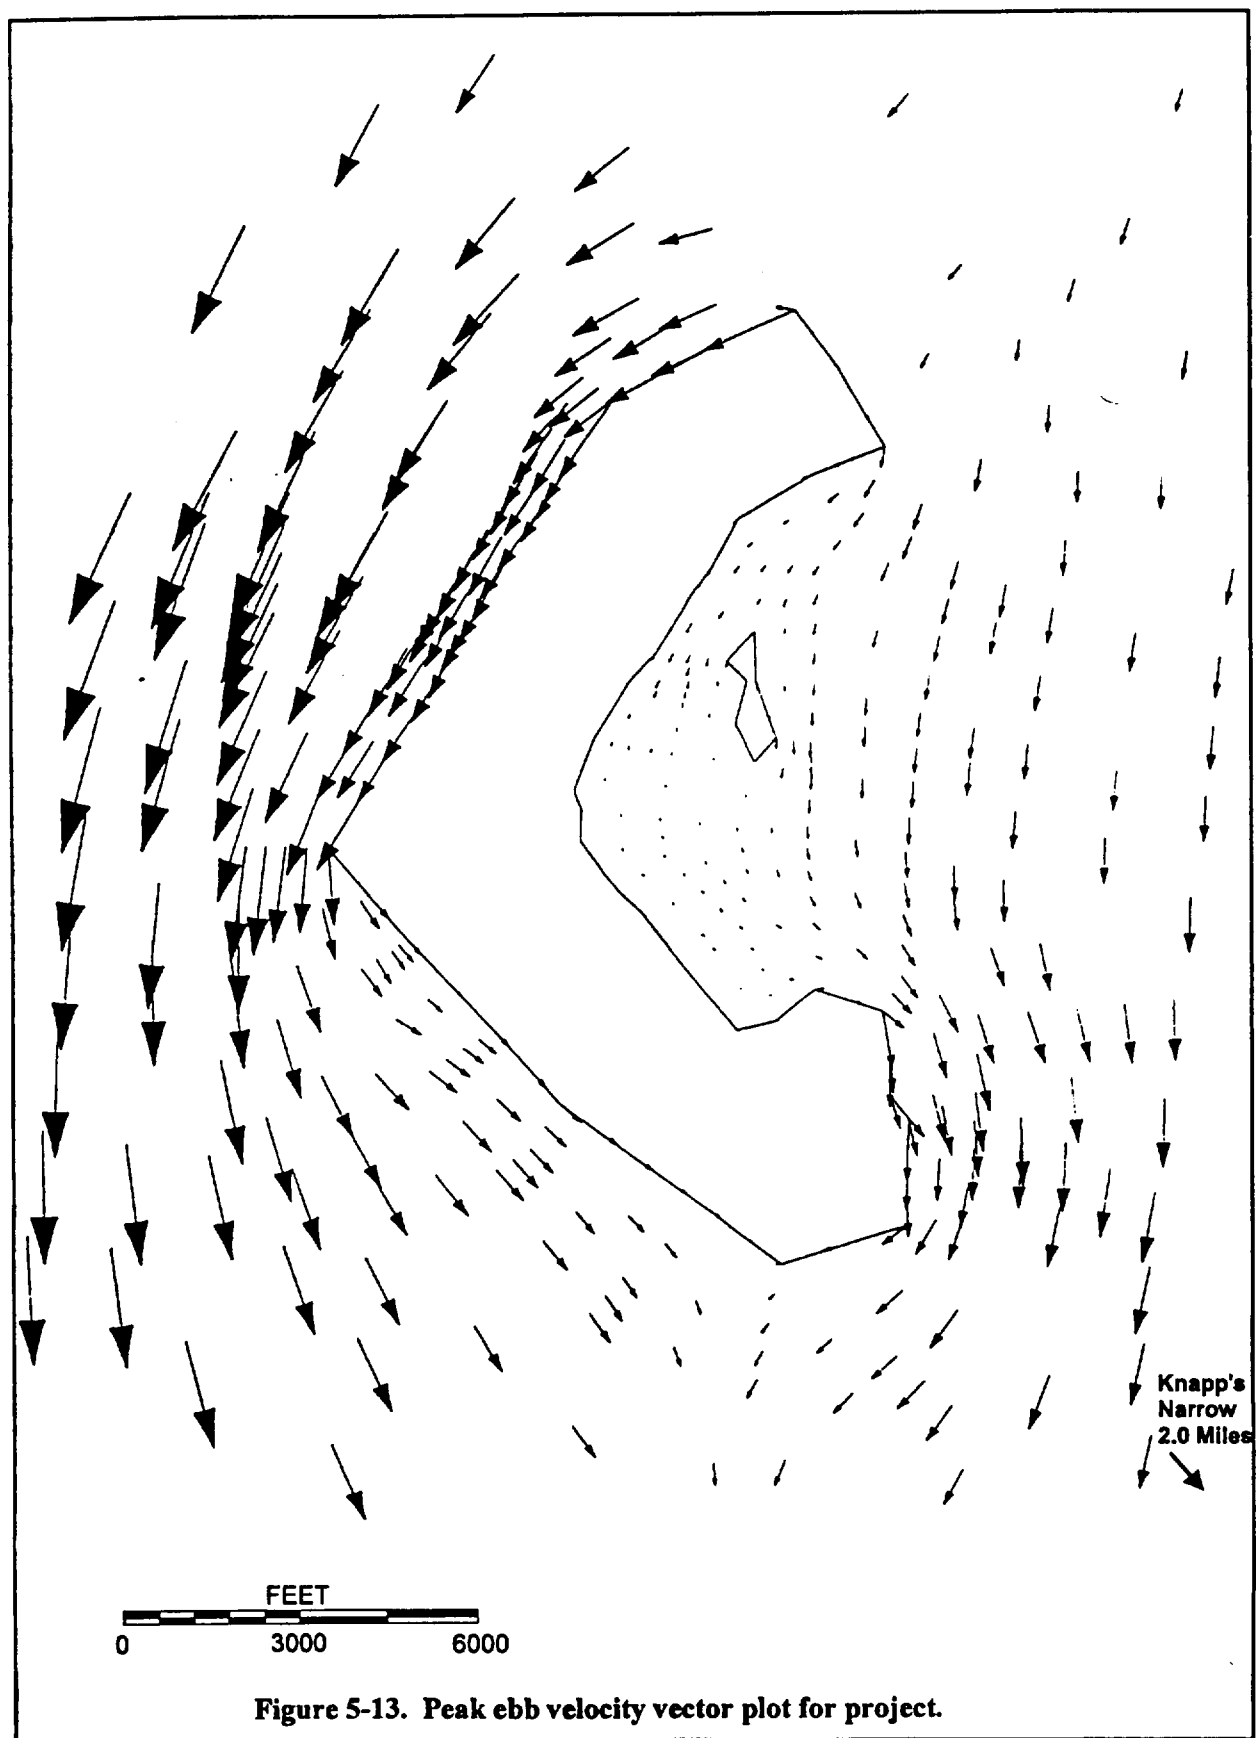 Knapp's
Narrow
2.0 Miles
FEET
0 3000 6000
Figure 5-13. Peak ebb velocity vector plot for project.